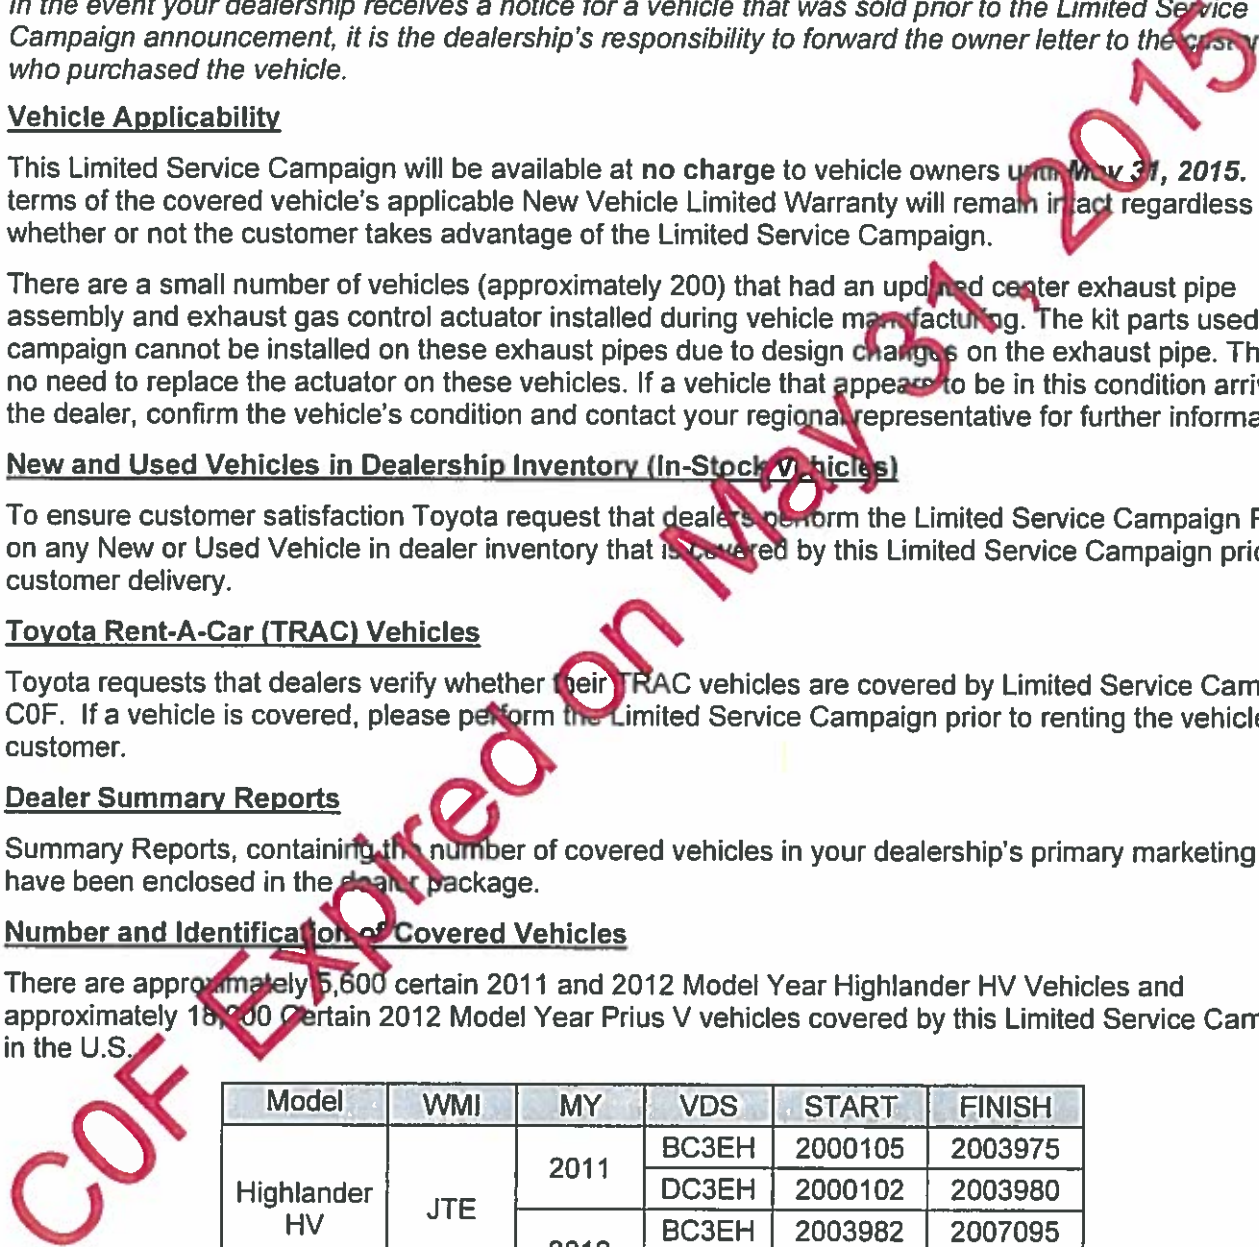 In the event your dealership receives a notice for a vehicle that was sold prior to the Limited Service
Campaign announcement, it is the dealership's responsibility to forward the owner letter to the
who purchased the vehicle.
Vehicle Applicability
This Limited Service Campaign will be available at no charge to vehicle owners until May 31, 2015.
terms of the covered vehicle's applicable New Vehicle Limited Warranty will remain intact regardless
whether or not the customer takes advantage of the Limited Service Campaign.
There are a small number of vehicles (approximately 200) that had an updated center exhaust pipe
assembly and exhaust gas control actuator installed during vehicle manufacturing. The kit parts used
campaign cannot be installed on these exhaust pipes due to design changes on the exhaust pipe. Th
no need to replace the actuator on these vehicles. If a vehicle that appears to be in this condition arri
the dealer, confirm the vehicle's condition and contact your regional representative for further informa
New and Used Vehicles in Dealership Inventory (In-Stock Vehicles)
To ensure customer satisfaction Toyota request that dealers perform the Limited Service Campaign
on any New or Used Vehicle in dealer inventory that is covered by this Limited Service Campaign prio
customer delivery.
Toyota Rent-A-Car (TRAC) Vehicles
Toyota requests that dealers verify whether their TRAC vehicles are covered by Limited Service Cam
C0F. If a vehicle is covered, please perform the Limited Service Campaign prior to renting the vehicle
customer.
Dealer Summary Reports
Summary Reports, containing the number of covered vehicles in your dealership's primary marketing
have been enclosed in the dealer package.
Number and Identification of Covered Vehicles
There are approximately 5,600 certain 2011 and 2012 Model Year Highlander HV Vehicles and
approximately Certain 2012 Model Year Prius V vehicles covered by this Limited Service Cam
in the U.S.
Model WMI MY VDS START FINISH
Highlander HV JTE 2011 BC3EH 2000105 2003975
DC3EH 2000102 2003980
BC3EH 2003982 2007095
C0F Expired on May 31, 2015